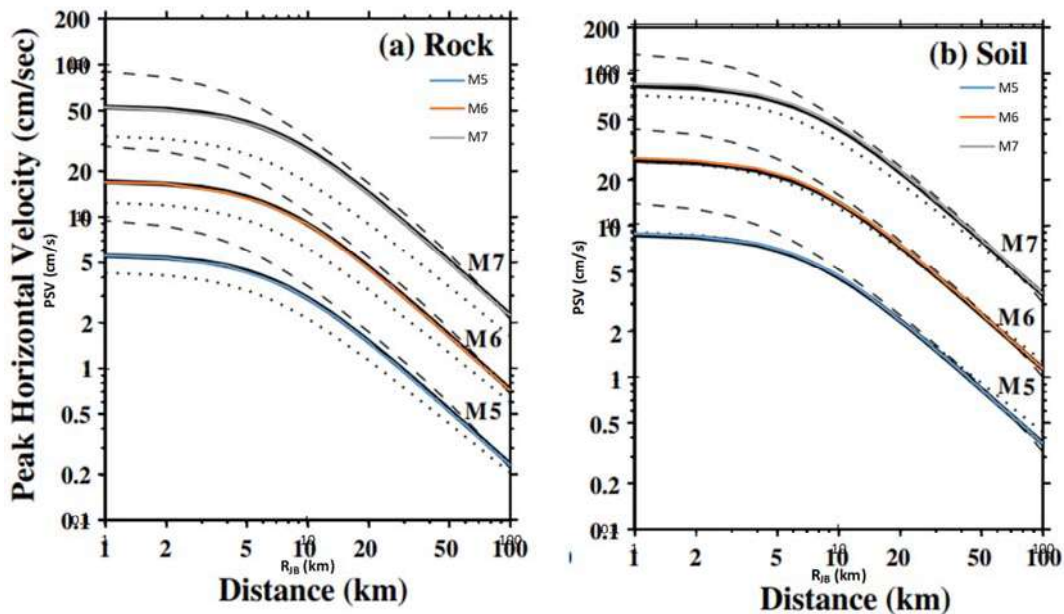 Peak Horizontal Velocity (cm/sec)
PSV (cm/s)
200
100
50
20
10
5
2
1
0.5
0.2
0.1
(a) Rock
M5
M6
M7
M7
M6
M5
1 2 5 10 20 50 100
R_JB (km)
Distance (km)
PSV (cm/s)
200
100
50
20
10
5
2
1
0.5
0.2
0.1
(b) Soil
M5
M6
M7
M7
M6
M5
1 2 5 10 20 50 100
R_JB (km)
Distance (km)